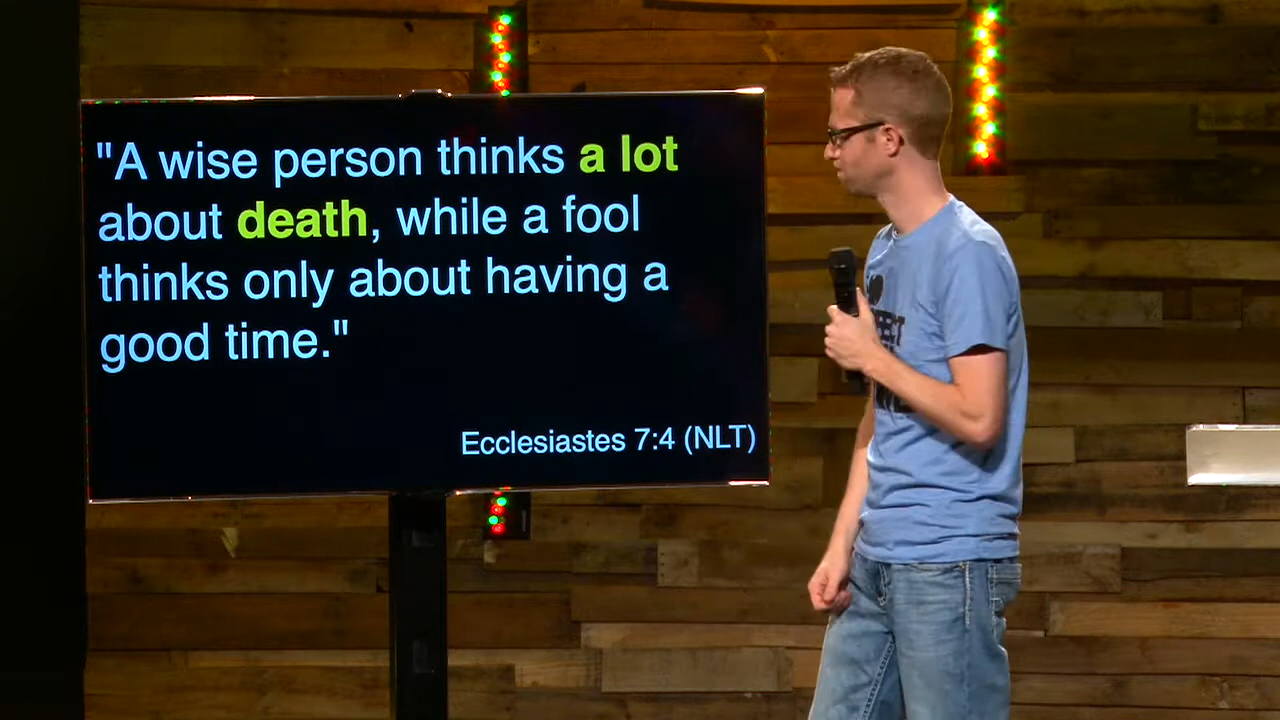 "A wise person thinks a lot
about death, while a fool
thinks only about having a
good time."
Ecclesiastes 7:4 (NLT)